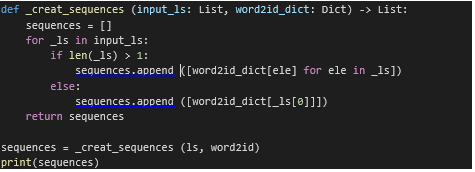 def _creat_sequences (input_ls: List, word2id_dict: Dict) -> List:
    sequences = []
    for _ls in input_ls:
        if len(_ls) > 1:
            sequences.append ([word2id_dict[ele] for ele in _ls])
        else:
            sequences.append ([word2id_dict[_ls[0]]])
    return sequences

sequences = _creat_sequences (ls, word2id)
print(sequences)